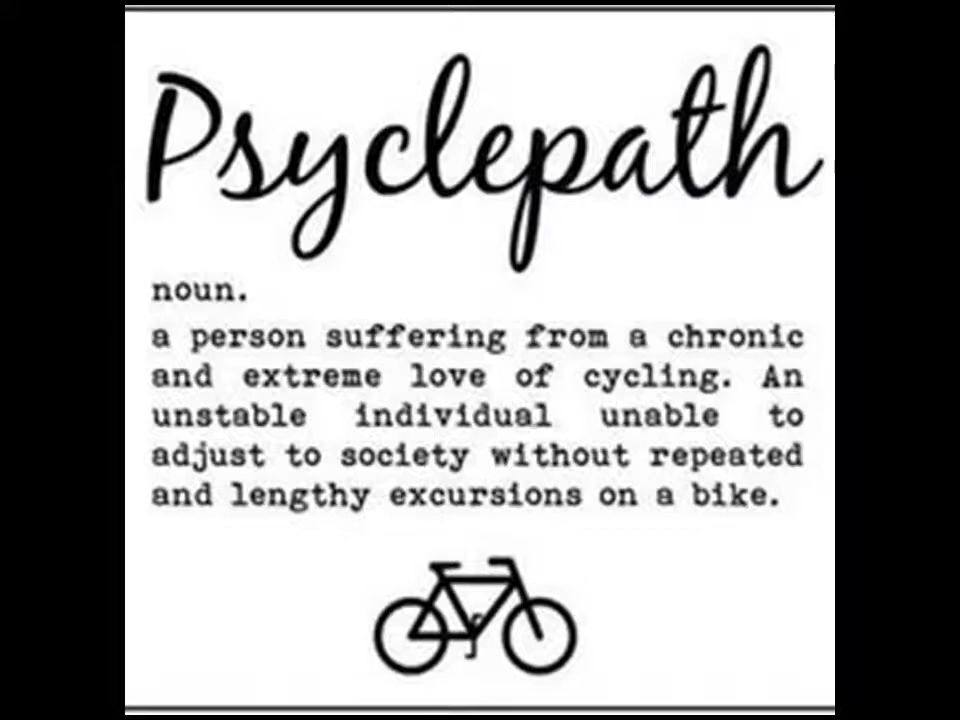 Psyclepath
noun.
a person suffering from a chronic
and extreme love of cycling. An
unstable individual unable to
adjust to society without repeated
and lengthy excursions on a bike.